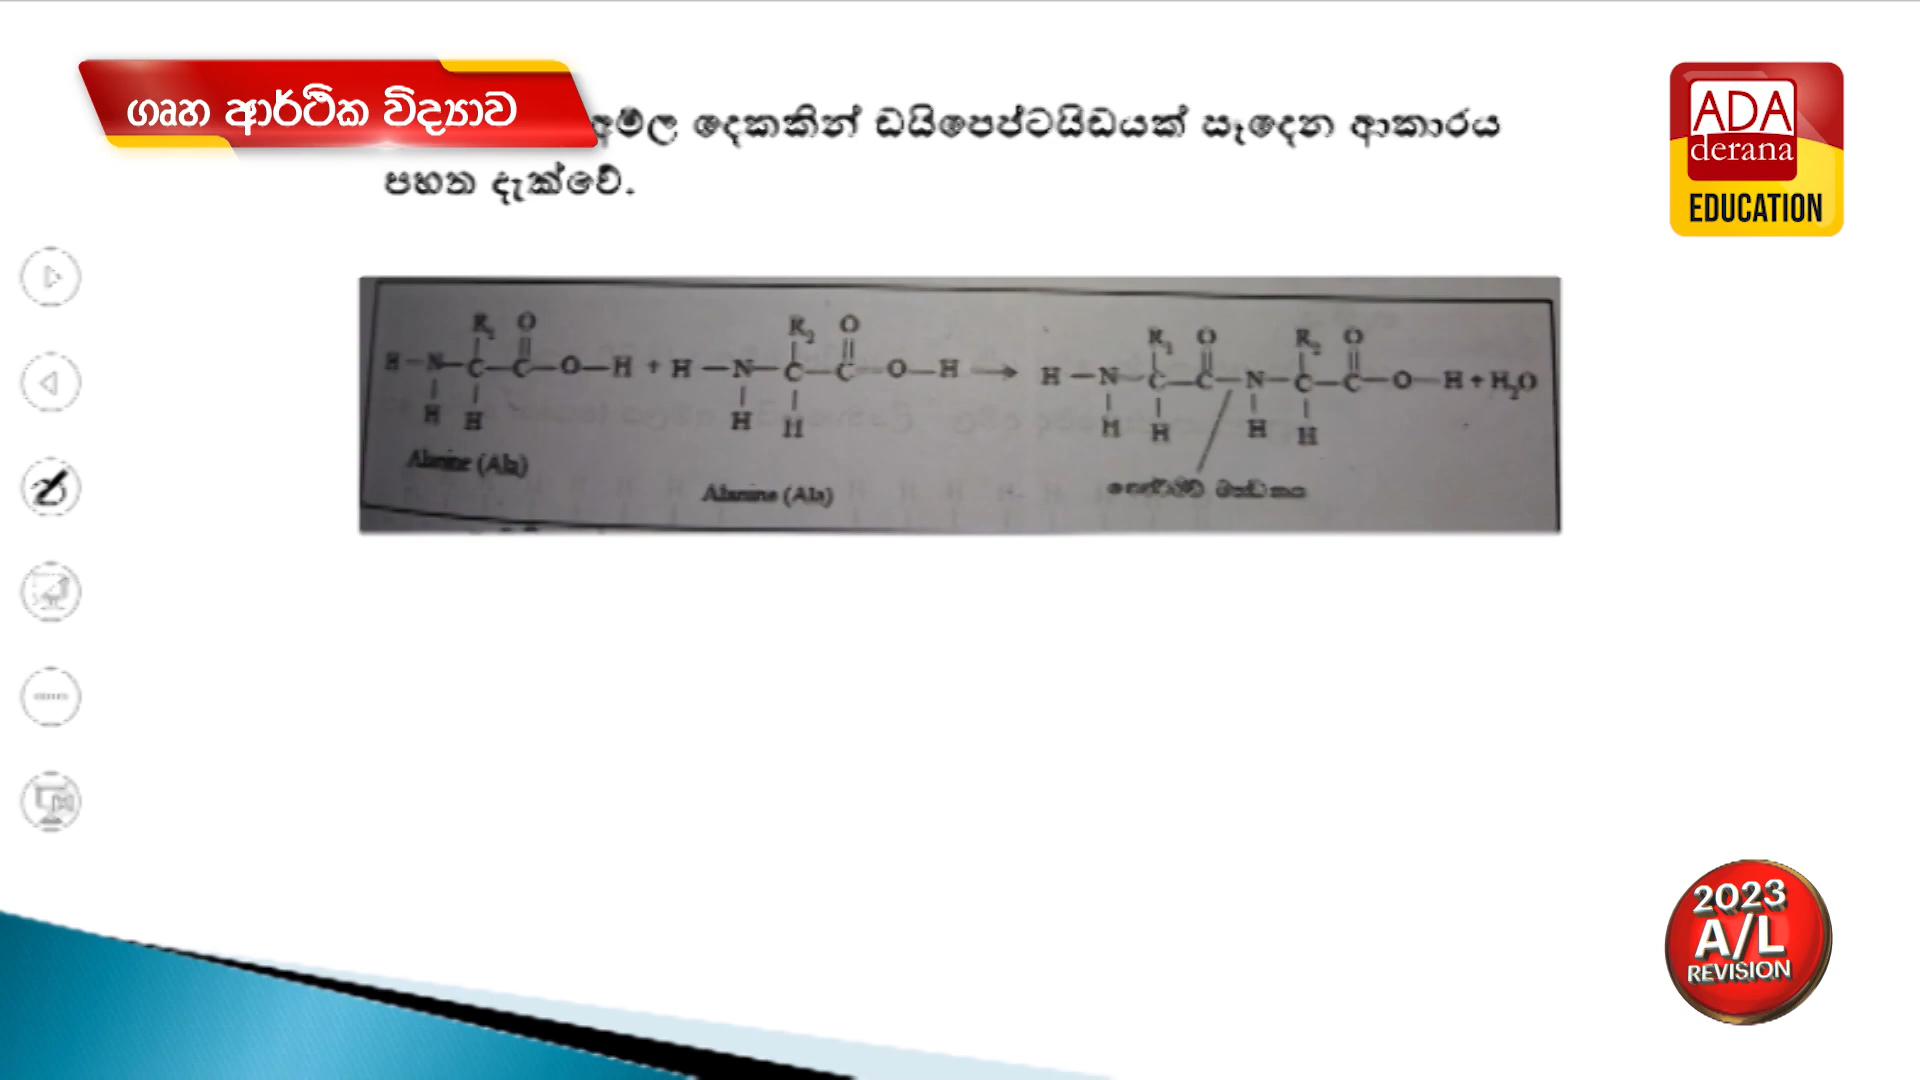 ගෘහ ආර්ථික විද්‍යාව
අම්ල දෙකකින් ඩයිපෙප්ටයිඩයක් සෑදෙන ආකාරය
පහත දැක්වේ.
ADA
derana
EDUCATION
R₁ O R₂ O R₁ O R₂ O
H–N–C–C–O–H + H–N–C–C–O–H → H–N–C–C–N–C–C–O–H + H₂O
H H H H H H H H
Alanine (Ala)
Alanine (Ala)
2023
A/L
REVISION